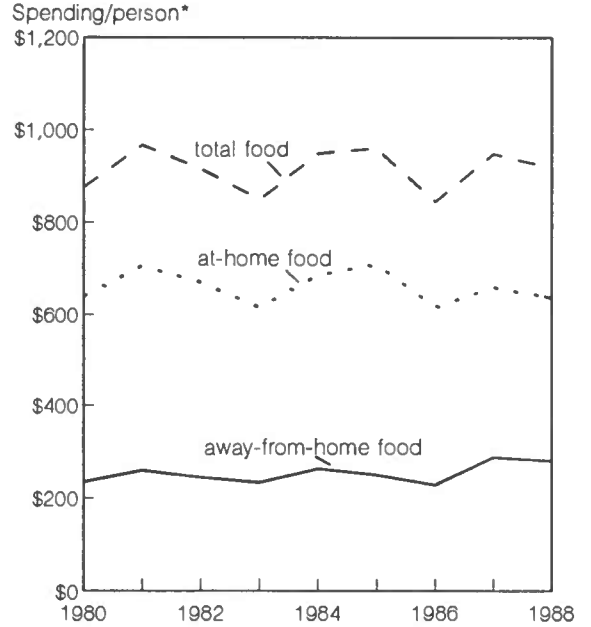 Spending/person*
$1,200
$1,000
total food
$800
at-home food
$600
$400
away-from-home food
$200
$0
1980 1982 1984 1986 1988